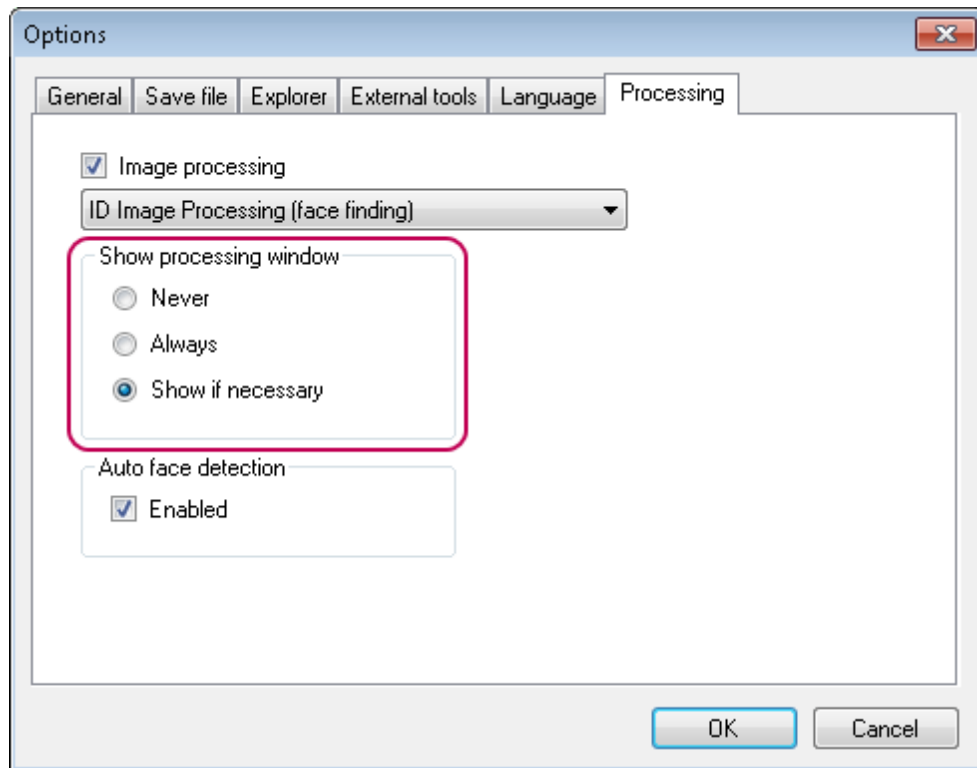 Options
General Save file Explorer External tools Language Processing
Image processing
ID Image Processing (face finding)
Show processing window
Never
Always
Show if necessary
Auto face detection
Enabled
OK Cancel